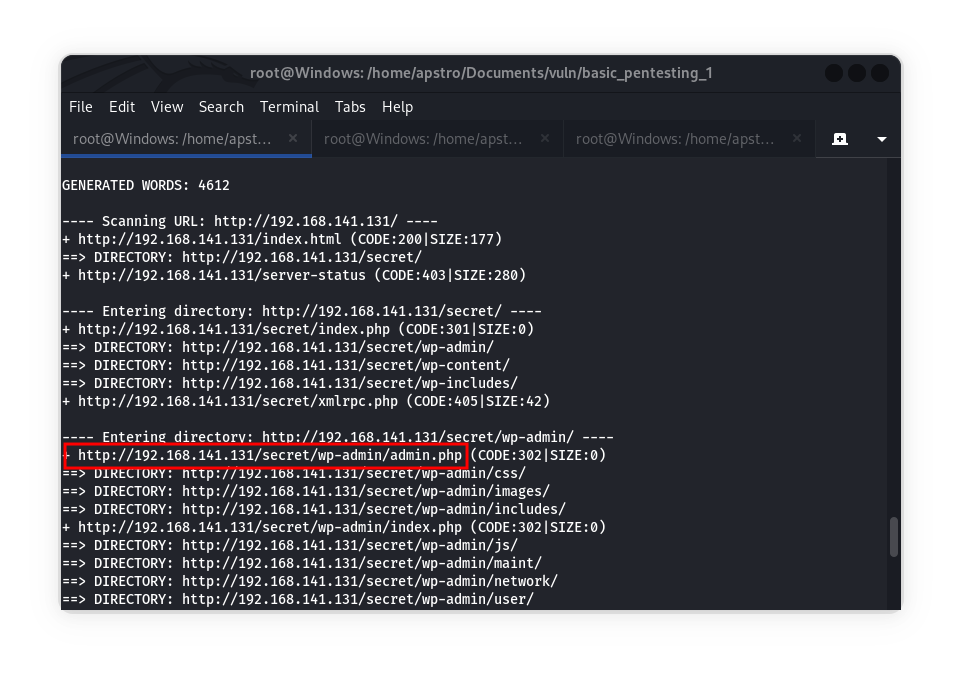 root@Windows: /home/apstro/Documents/vuln/basic_pentesting_1
File Edit View Search Terminal Tabs Help
root@Windows: /home/apst... × root@Windows: /home/apst... × root@Windows: /home/apst... ×
GENERATED WORDS: 4612
---- Scanning URL: http://192.168.141.131/ ----
+ http://192.168.141.131/index.html (CODE:200|SIZE:177)
==> DIRECTORY: http://192.168.141.131/secret/
+ http://192.168.141.131/server-status (CODE:403|SIZE:280)
---- Entering directory: http://192.168.141.131/secret/ ----
+ http://192.168.141.131/secret/index.php (CODE:301|SIZE:0)
==> DIRECTORY: http://192.168.141.131/secret/wp-admin/
==> DIRECTORY: http://192.168.141.131/secret/wp-content/
==> DIRECTORY: http://192.168.141.131/secret/wp-includes/
+ http://192.168.141.131/secret/xmlrpc.php (CODE:405|SIZE:42)
---- Entering directory: http://192.168.141.131/secret/wp-admin/ ----
+ http://192.168.141.131/secret/wp-admin/admin.php (CODE:302|SIZE:0)
==> DIRECTORY: http://192.168.141.131/secret/wp-admin/css/
==> DIRECTORY: http://192.168.141.131/secret/wp-admin/images/
==> DIRECTORY: http://192.168.141.131/secret/wp-admin/includes/
+ http://192.168.141.131/secret/wp-admin/index.php (CODE:302|SIZE:0)
==> DIRECTORY: http://192.168.141.131/secret/wp-admin/js/
==> DIRECTORY: http://192.168.141.131/secret/wp-admin/maint/
==> DIRECTORY: http://192.168.141.131/secret/wp-admin/network/
==> DIRECTORY: http://192.168.141.131/secret/wp-admin/user/